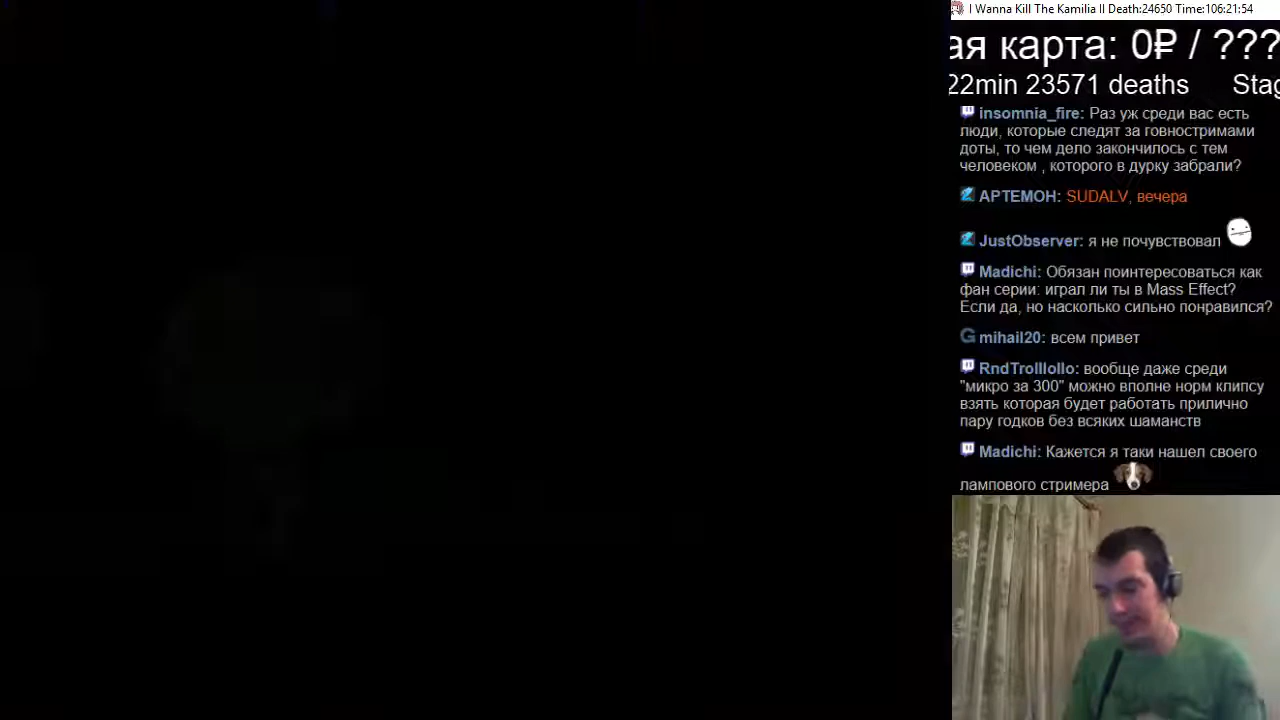 I Wanna Kill The Kamilia II Death:24650 Time:106:21:54
ая карта: 0₽ / ???
22min 23571 deaths Stag
insomnia_fire: Раз уж среди вас есть
люди, которые следят за говностримами
доты, то чем дело закончилось с тем
человеком , которого в дурку забрали?
АРТЕМОН: SUDALV, вечера
JustObserver: я не почувствовал
Madichi: Обязан поинтересоваться как
фан серии: играл ли ты в Mass Effect?
Если да, но насколько сильно понравился?
G mihail20: всем привет
RndTrolllollo: вообще даже среди
"микро за 300" можно вполне норм клипсу
взять которая будет работать прилично
пару годков без всяких шаманств
Madichi: Кажется я таки нашел своего
лампового стримера